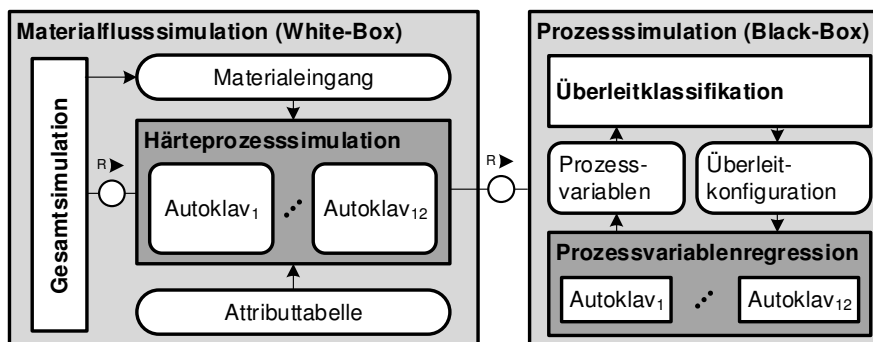 Materialflusssimulation (White-Box)
Gesamtsimulation
Materialeingang
R
Härteprozesssimulation
Autoklav₁
Autoklav₁₂
Attributtabelle
R
Prozesssimulation (Black-Box)
Überleitklassifikation
Prozess-
variablen
Überleit-
konfiguration
Prozessvariablenregression
Autoklav₁
Autoklav₁₂